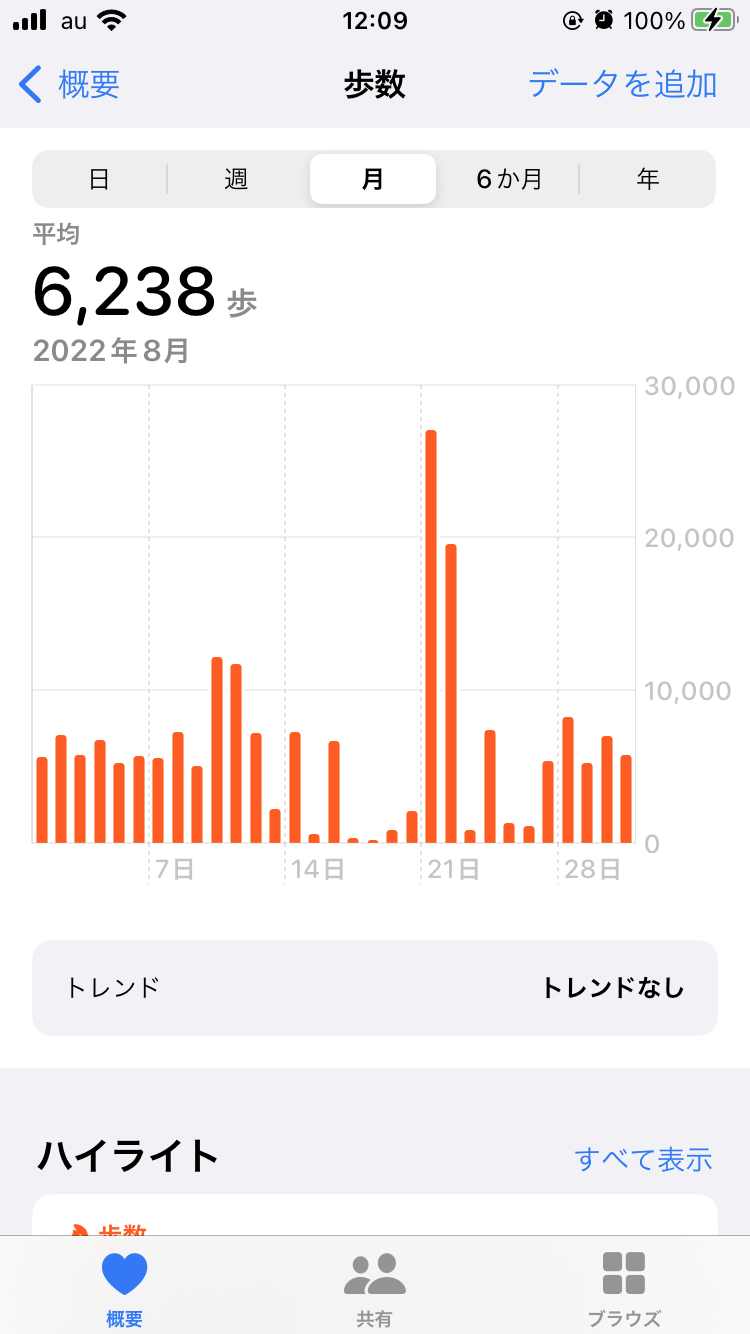 au 12:09 100%
概要 歩数 データを追加
日 週 月 6か月 年
平均
6,238 歩
2022年8月
30,000
20,000
10,000
0
7日 14日 21日 28日
トレンド トレンドなし
ハイライト すべて表示
歩数
概要 共有 ブラウズ